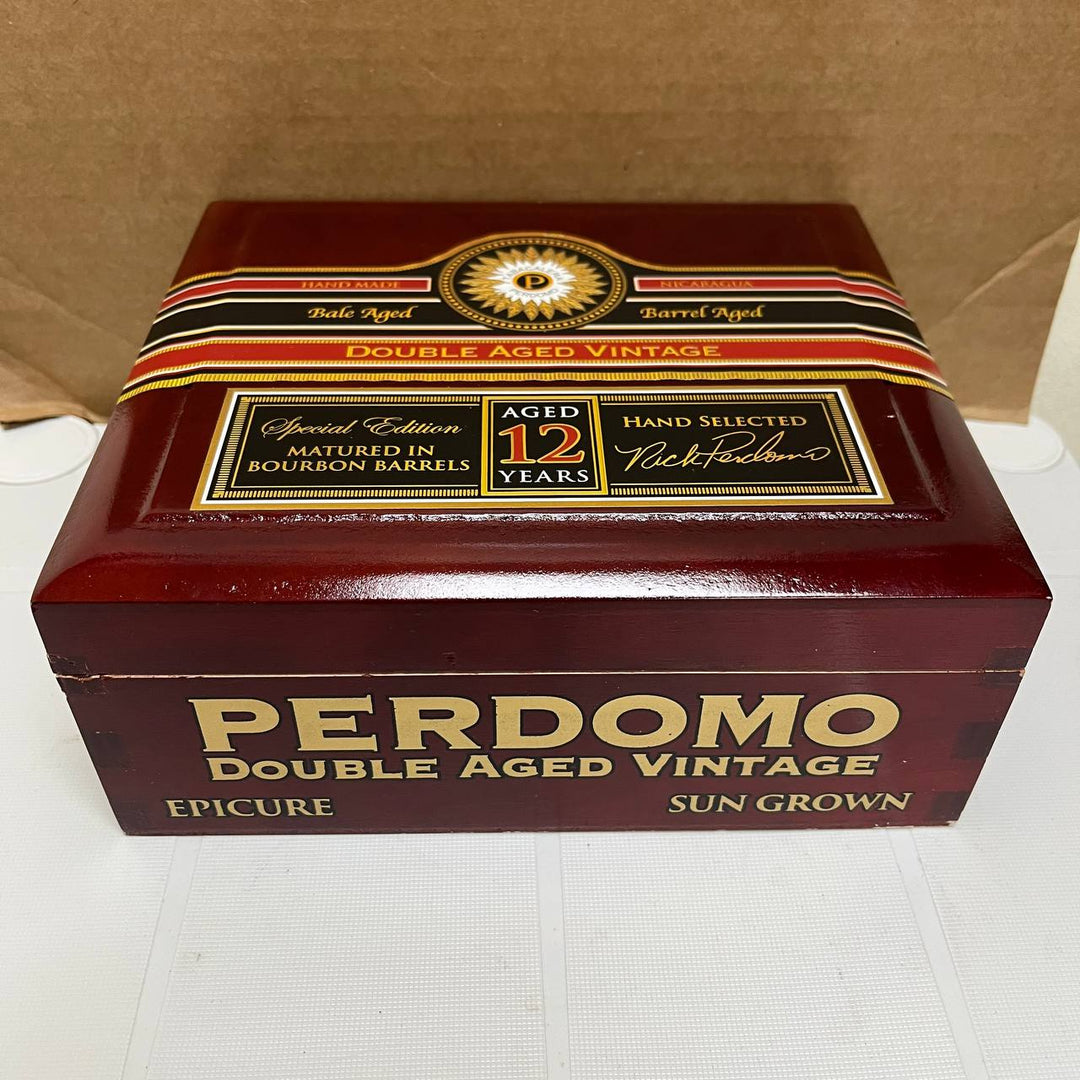 HAND MADE
NICARAGUA
P
PERDOMO
Bale Aged
Barrel Aged
DOUBLE AGED VINTAGE
Special Edition
MATURED IN
BOURBON BARRELS
AGED
12
YEARS
HAND SELECTED
Nick Perdomo
PERDOMO
DOUBLE AGED VINTAGE
EPICURE
SUN GROWN